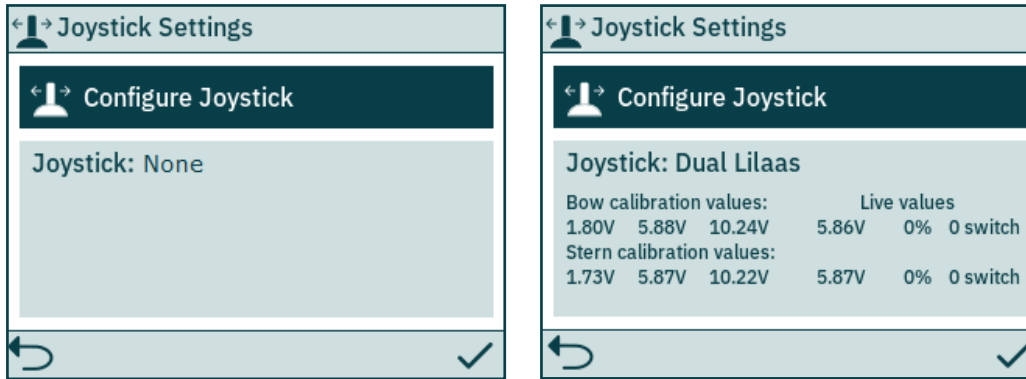 Joystick Settings
Configure Joystick
Joystick: None
Joystick Settings
Configure Joystick
Joystick: Dual Lilaas
Bow calibration values: Live values
1.80V 5.88V 10.24V 5.86V 0% 0 switch
Stern calibration values:
1.73V 5.87V 10.22V 5.87V 0% 0 switch